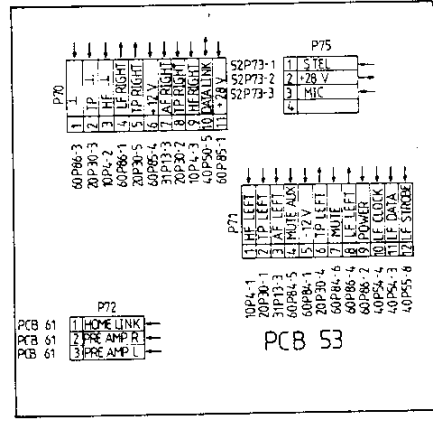 P70
1 ⊥ 60P86-3
2 TP ⊥ 20P30-3
3 HF ⊥ 10P4-2
4 LF RIGHT 60P86-1
5 TP RIGHT 20P30-5
6 +12V 60P85-4
7 AF RIGHT 31P13-3
8 TP RIGHT 20P30-2
9 HF RIGHT 10P4-3
10 DATA LINK 40P50-5
11 +28V 60P85-1
P75
S2P73-1 1 STEL
S2P73-2 2 +28 V
S2P73-3 3 MIC
4
P71
1 HF LEFT 10P4-1
2 TP LEFT 20P30-1
3 AF LEFT 31P13-3
4 MUTE AUX 60P84-5
5 -12V 60P84-1
6 TP LEFT 20P30-4
7 MUTE 60P84-6
8 LF LEFT 60P86-4
9 POWER 60P86-2
10 LF CLOCK 40P54-4
11 LF DATA 40P54-3
12 LF STROBE 40P55-8
P72
PCB 61 1 HOME LINK
PCB 61 2 PRE AMP R
PCB 61 3 PRE AMP L
PCB 53